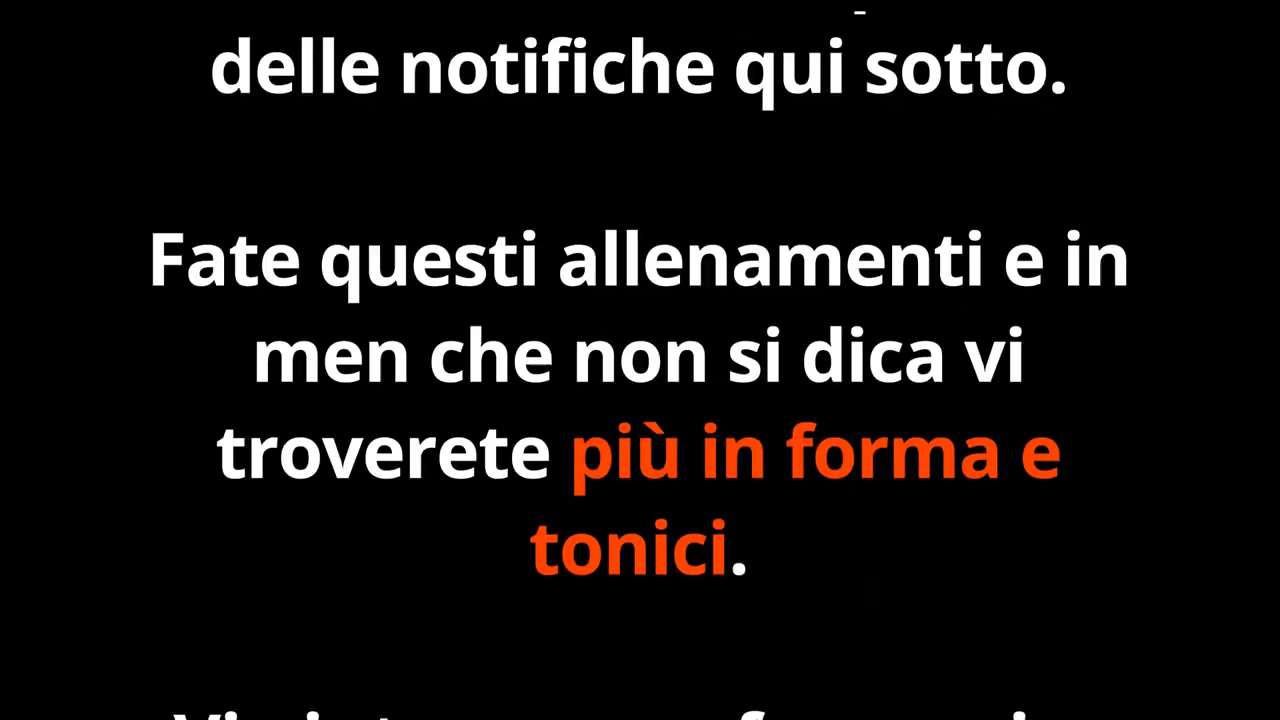 delle notifiche qui sotto.
Fate questi allenamenti e in
men che non si dica vi
troverete più in forma e
tonici.